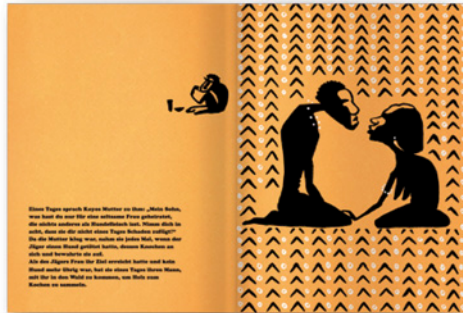 Eines Tages sprach Kayos Mutter zu ihm: „Mein Sohn,
was hast du nur für eine seltsame Frau geheiratet,
die nichts anderes als Hundefleisch isst. Nimm dich in
acht, dass sie dir nicht eines Tages Schaden zufügt!“
Da die Mutter klug war, nahm sie jedes Mal, wenn der
Jäger einen Hund getötet hatte, dessen Knochen an
sich und bewahrte sie auf.
Als des Jägers Frau ihr Ziel erreicht hatte und kein
Hund mehr übrig war, bat sie eines Tages ihren Mann,
mit ihr in den Wald zu kommen, um Holz zum
Kochen zu sammeln.